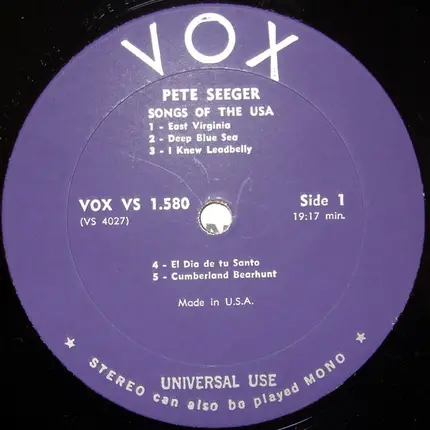 VOX
PETE SEEGER
SONGS OF THE USA
1 - East Virginia
2 - Deep Blue Sea
3 - I Knew Leadbelly
VOX VS 1.580
(VS 4027)
Side 1
19:17 min.
4 - El Dia de tu Santo
5 - Cumberland Bearhunt
Made in U.S.A.
UNIVERSAL USE
★ STEREO can also be played MONO ★